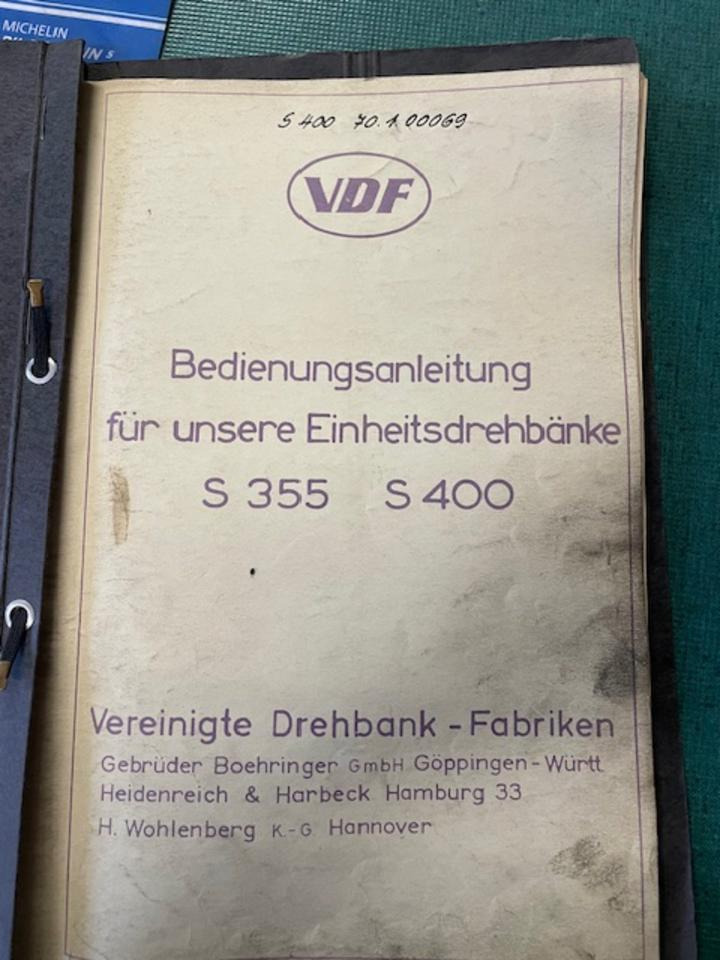 MICHELIN
S 400 70.1.00069
VDF
Bedienungsanleitung
für unsere Einheitsdrehbänke
S 355 S 400
Vereinigte Drehbank - Fabriken
Gebrüder Boehringer GmbH Göppingen - Württ
Heidenreich & Harbeck Hamburg 33
H. Wohlenberg K.-G. Hannover